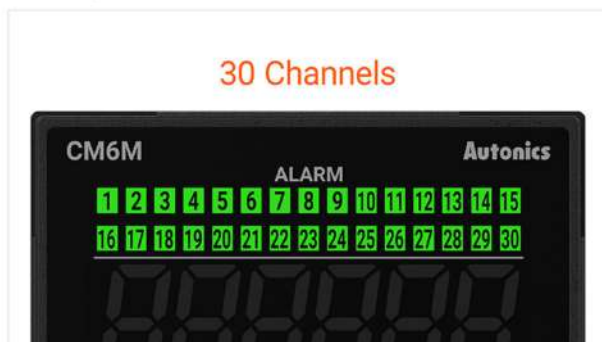 30 Channels
CM6M Autonics
ALARM
1 2 3 4 5 6 7 8 9 10 11 12 13 14 15
16 17 18 19 20 21 22 23 24 25 26 27 28 29 30